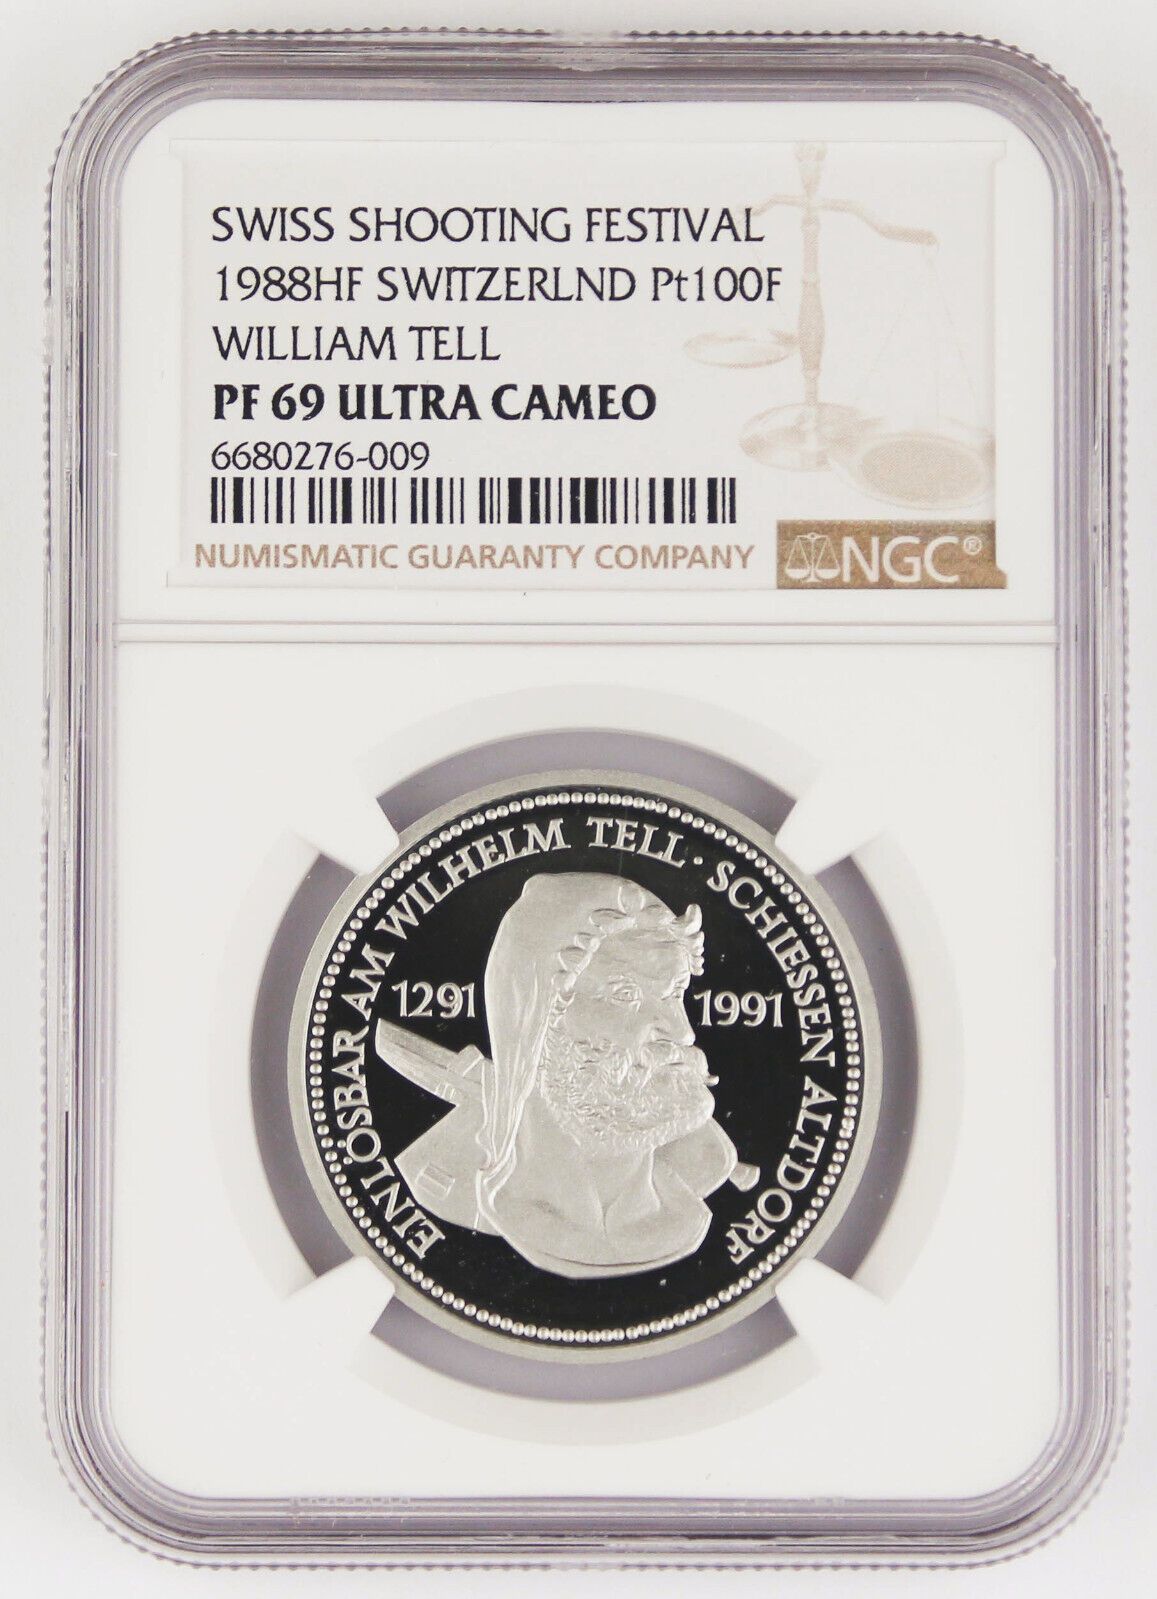 SWISS SHOOTING FESTIVAL
1988HF SWITZERLND Pt100F
WILLIAM TELL
PF 69 ULTRA CAMEO
6680276-009
NUMISMATIC GUARANTY COMPANY
NGC®
EINLÖSBAR AM WILHELM TELL · SCHIESSEN ALTDORF
1291
1991